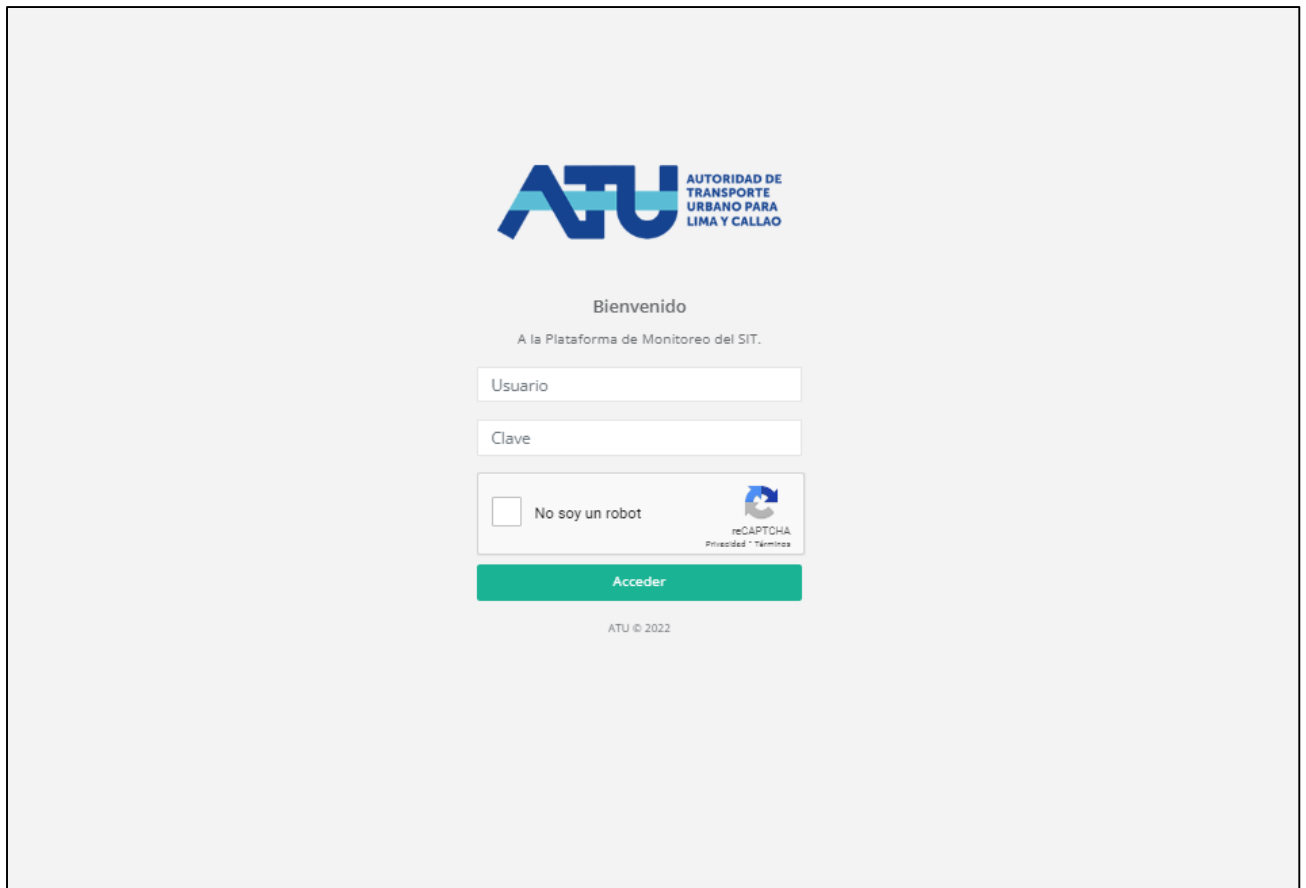 ATU
AUTORIDAD DE
TRANSPORTE
URBANO PARA
LIMA Y CALLAO
Bienvenido
A la Plataforma de Monitoreo del SIT.
Usuario
Clave
No soy un robot
reCAPTCHA
Privacidad * Términos
Acceder
ATU © 2022